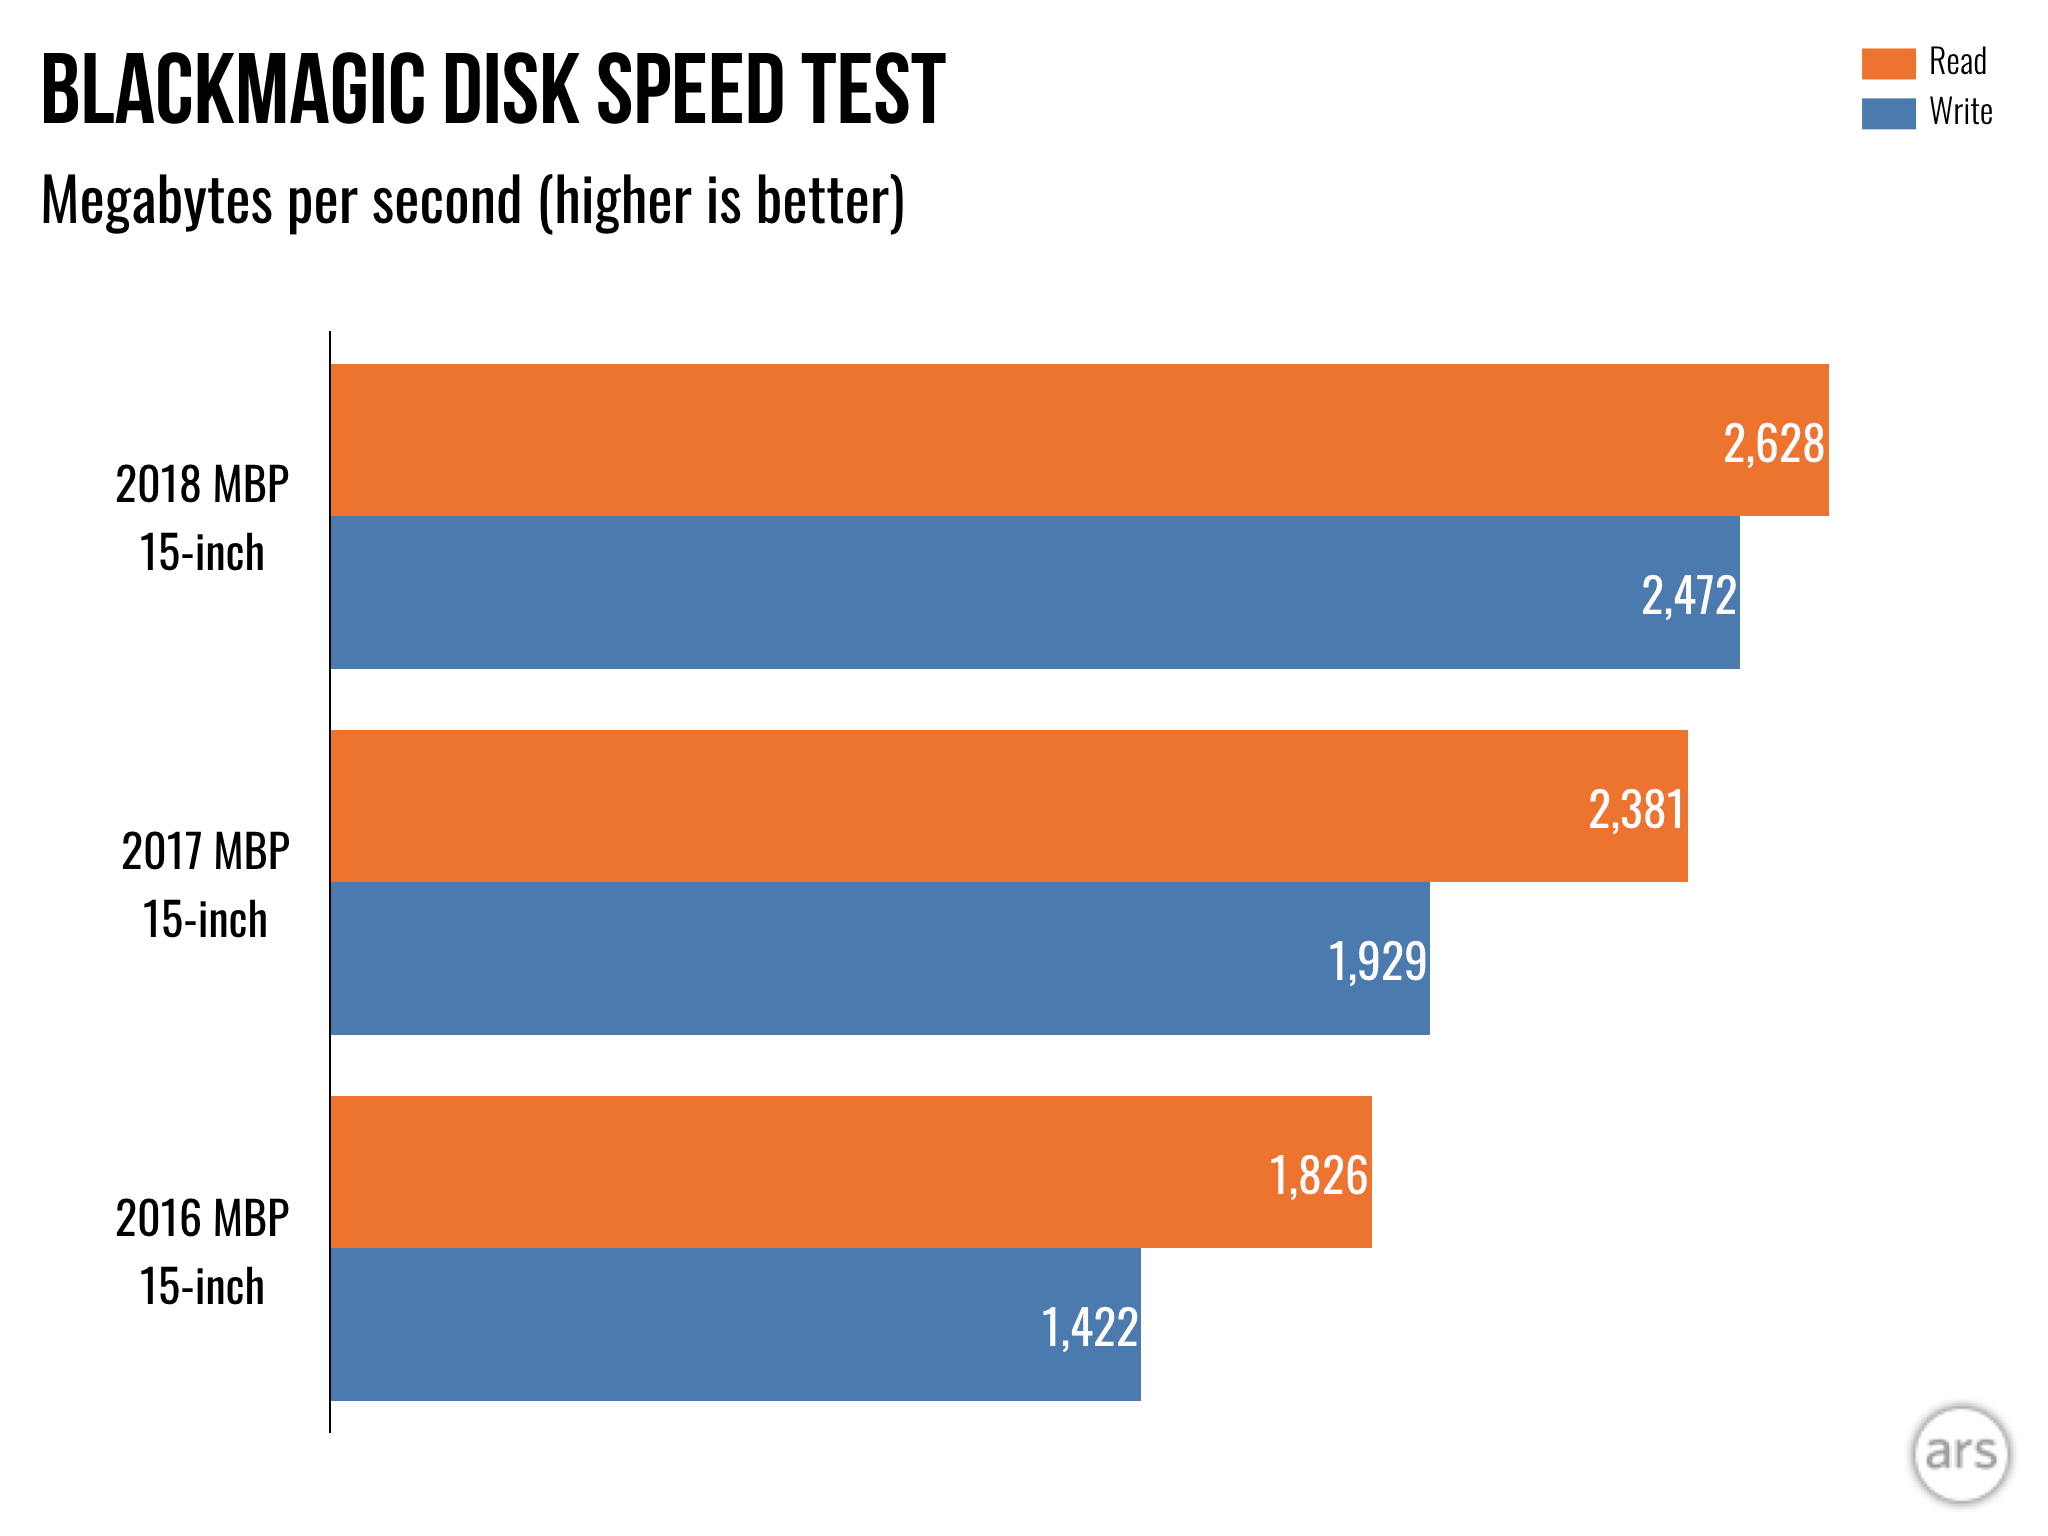 BLACKMAGIC DISK SPEED TEST
Megabytes per second (higher is better)
Read
Write
2018 MBP
15-inch
2,628
2,472
2017 MBP
15-inch
2,381
1,929
2016 MBP
15-inch
1,826
1,422
ars